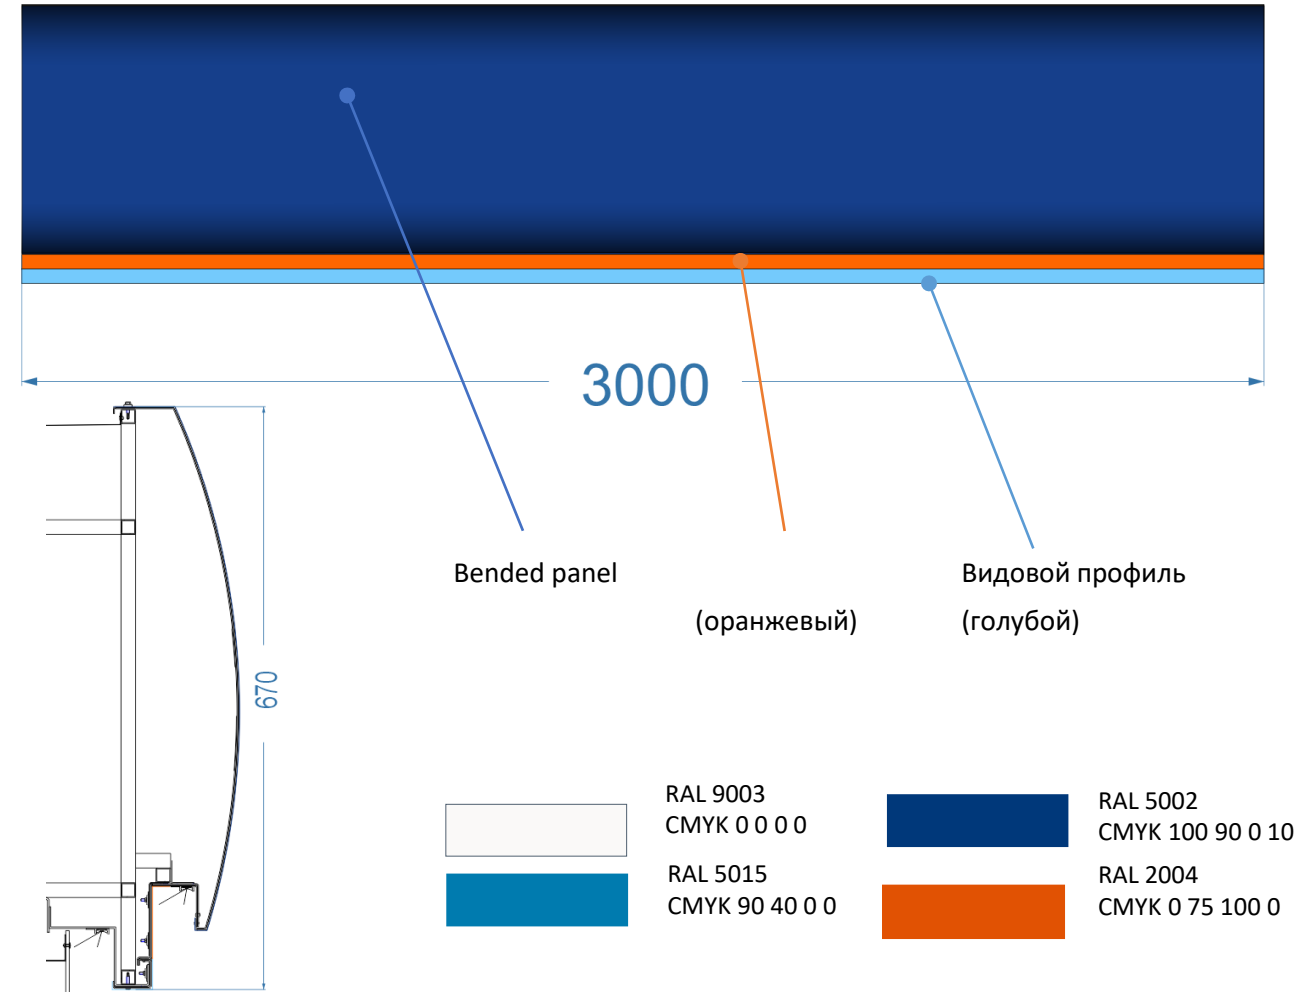 3000
670
Bended panel
(оранжевый)
Видовой профиль
(голубой)
RAL 9003
CMYK 0 0 0 0
RAL 5002
CMYK 100 90 0 10
RAL 5015
CMYK 90 40 0 0
RAL 2004
CMYK 0 75 100 0